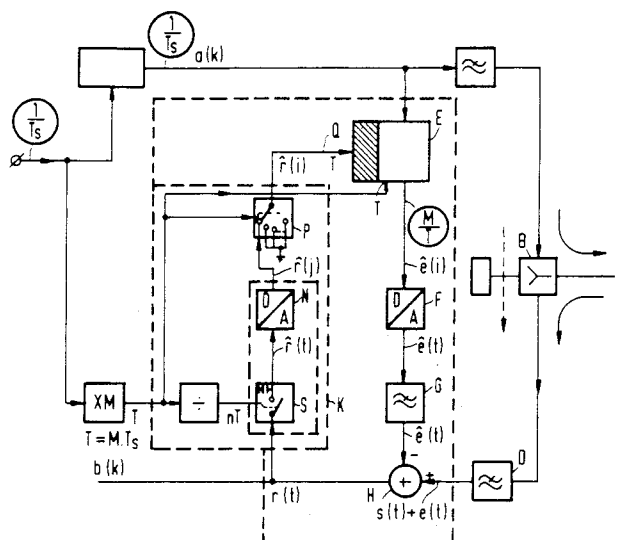 1/Ts
a(k)
1/Ts
E
Q
T
r̂(i)
T
P
M/T
r̂(j)
ê(i)
B
D/A
N
D/A
F
r̂(t)
ê(t)
XM
T
÷
nT
S
K
G
T=M.Ts
ê(t)
b(k)
r(t)
H
+
−
+
D
s(t)+e(t)